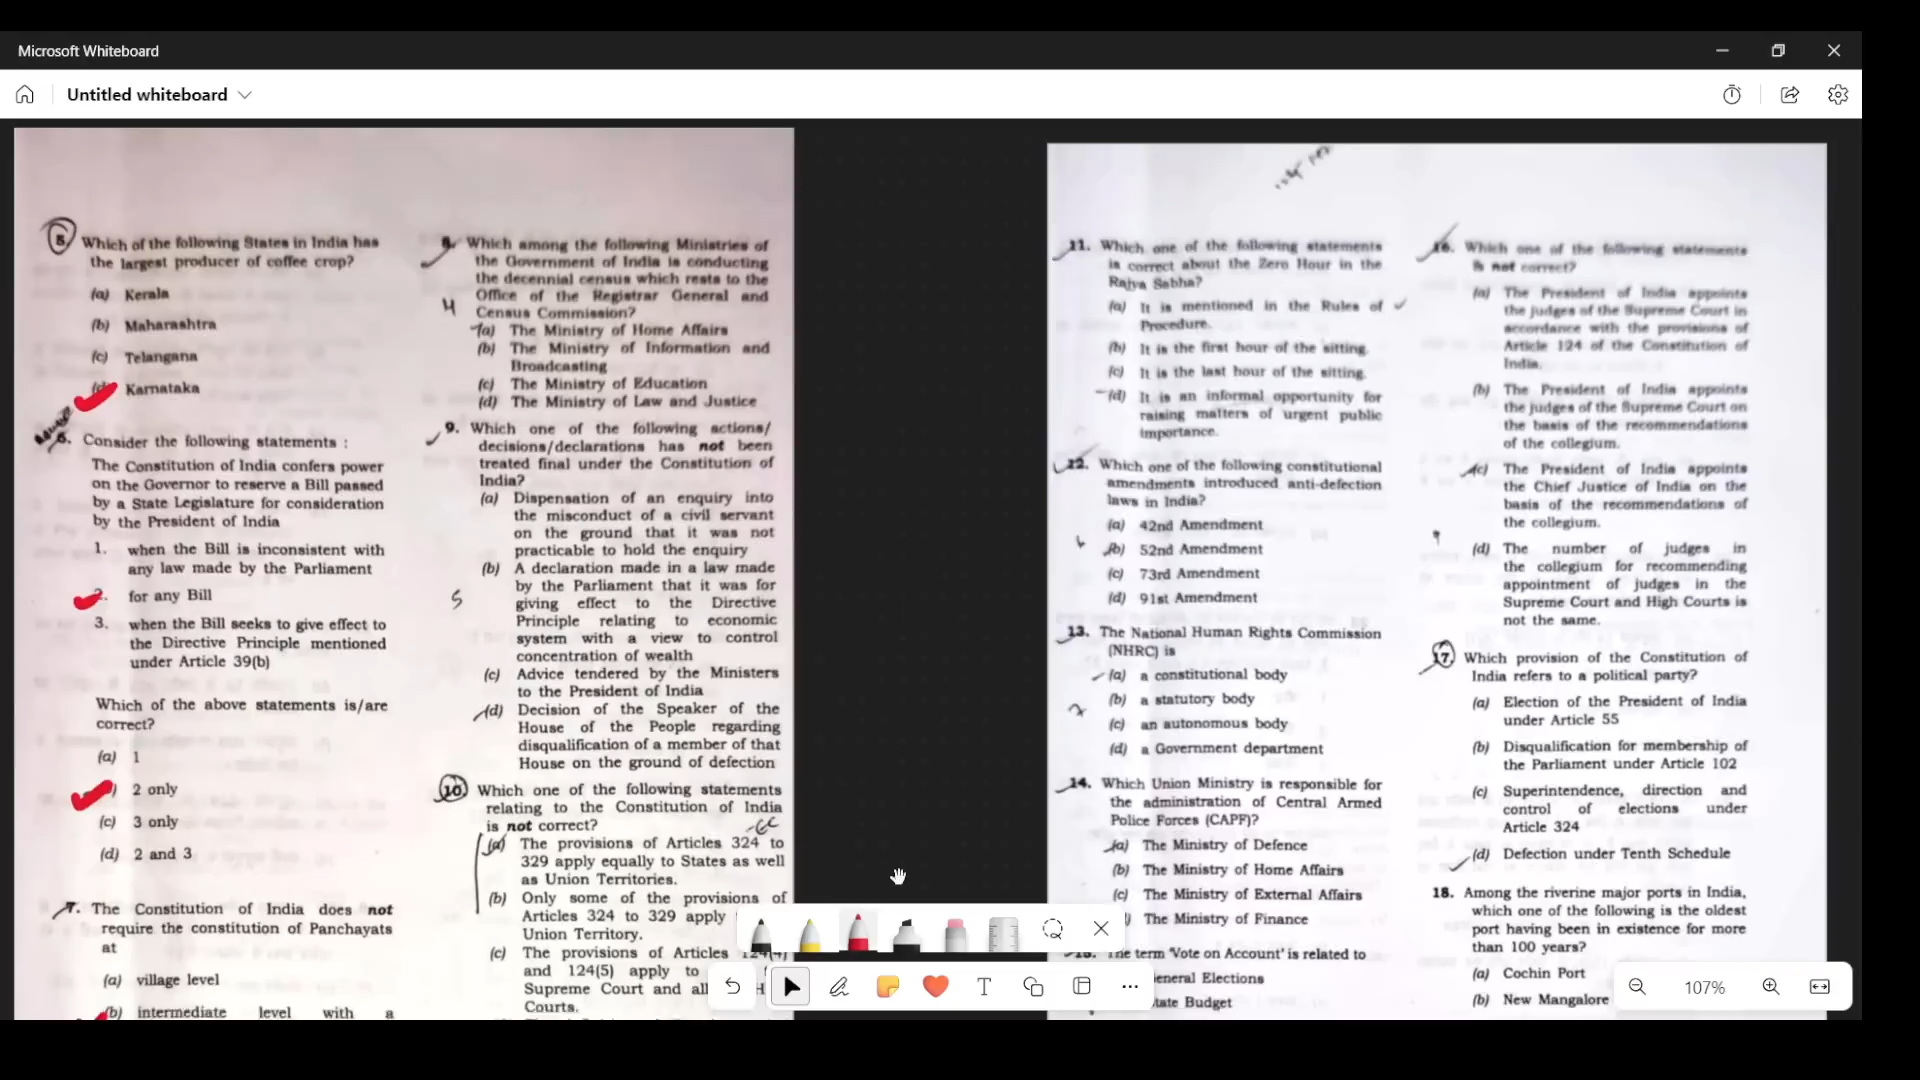 Microsoft Whiteboard
Untitled whiteboard
5. Which of the following States in India has
the largest producer of coffee crop?
(a) Kerala
(b) Maharashtra
(c) Telangana
Karnataka
6. Consider the following statements :
The Constitution of India confers power
on the Governor to reserve a Bill passed
by a State Legislature for consideration
by the President of India
1. when the Bill is inconsistent with
any law made by the Parliament
2. for any Bill
3. when the Bill seeks to give effect to
the Directive Principle mentioned
under Article 39(b)
Which of the above statements is/are
correct?
(a) 1
2 only
(c) 3 only
(d) 2 and 3
7. The Constitution of India does not
require the constitution of Panchayats
at
(a) village level
(b) intermediate level with a
8. Which among the following Ministries of
the Government of India is conducting
the decennial census which rests to the
Office of the Registrar General and
Census Commission?
4
(a) The Ministry of Home Affairs
(b) The Ministry of Information and
Broadcasting
(c) The Ministry of Education
(d) The Ministry of Law and Justice
9. Which one of the following actions/
decisions/declarations has not been
treated final under the Constitution of
India?
(a) Dispensation of an enquiry into
the misconduct of a civil servant
on the ground that it was not
practicable to hold the enquiry
(b) A declaration made in a law made
by the Parliament that it was for
5
giving effect to the Directive
Principle relating to economic
system with a view to control
concentration of wealth
(c) Advice tendered by the Ministers
to the President of India
(d) Decision of the Speaker of the
House of the People regarding
disqualification of a member of that
House on the ground of defection
10. Which one of the following statements
relating to the Constitution of India
is not correct?
(a) The provisions of Articles 324 to
329 apply equally to States as well
as Union Territories.
(b) Only some of the provisions of
Articles 324 to 329 apply
Union Territory.
(c) The provisions of Articles 124(4)
and 124(5) apply to
Supreme Court and all
Courts.
11. Which one of the following statements
is correct about the Zero Hour in the
Rajya Sabha?
(a) It is mentioned in the Rules of
Procedure.
(b) It is the first hour of the sitting.
(c) It is the last hour of the sitting.
(d) It is an informal opportunity for
raising matters of urgent public
importance.
12. Which one of the following constitutional
amendments introduced anti-defection
laws in India?
(a) 42nd Amendment
(b) 52nd Amendment
(c) 73rd Amendment
(d) 91st Amendment
13. The National Human Rights Commission
(NHRC) is
(a) a constitutional body
(b) a statutory body
(c) an autonomous body
(d) a Government department
14. Which Union Ministry is responsible for
the administration of Central Armed
Police Forces (CAPF)?
(a) The Ministry of Defence
(b) The Ministry of Home Affairs
(c) The Ministry of External Affairs
) The Ministry of Finance
15. The term 'Vote on Account' is related to
eneral Elections
tate Budget
16. Which one of the following statements
is not correct?
(a) The President of India appoints
the judges of the Supreme Court in
accordance with the provisions of
Article 124 of the Constitution of
India.
(b) The President of India appoints
the judges of the Supreme Court on
the basis of the recommendations
of the collegium.
(c) The President of India appoints
the Chief Justice of India on the
basis of the recommendations of
the collegium.
(d) The number of judges in
the collegium for recommending
appointment of judges in the
Supreme Court and High Courts is
not the same.
17. Which provision of the Constitution of
India refers to a political party?
(a) Election of the President of India
under Article 55
(b) Disqualification for membership of
the Parliament under Article 102
(c) Superintendence, direction and
control of elections under
Article 324
(d) Defection under Tenth Schedule
18. Among the riverine major ports in India,
which one of the following is the oldest
port having been in existence for more
than 100 years?
(a) Cochin Port
(b) New Mangalore
107%